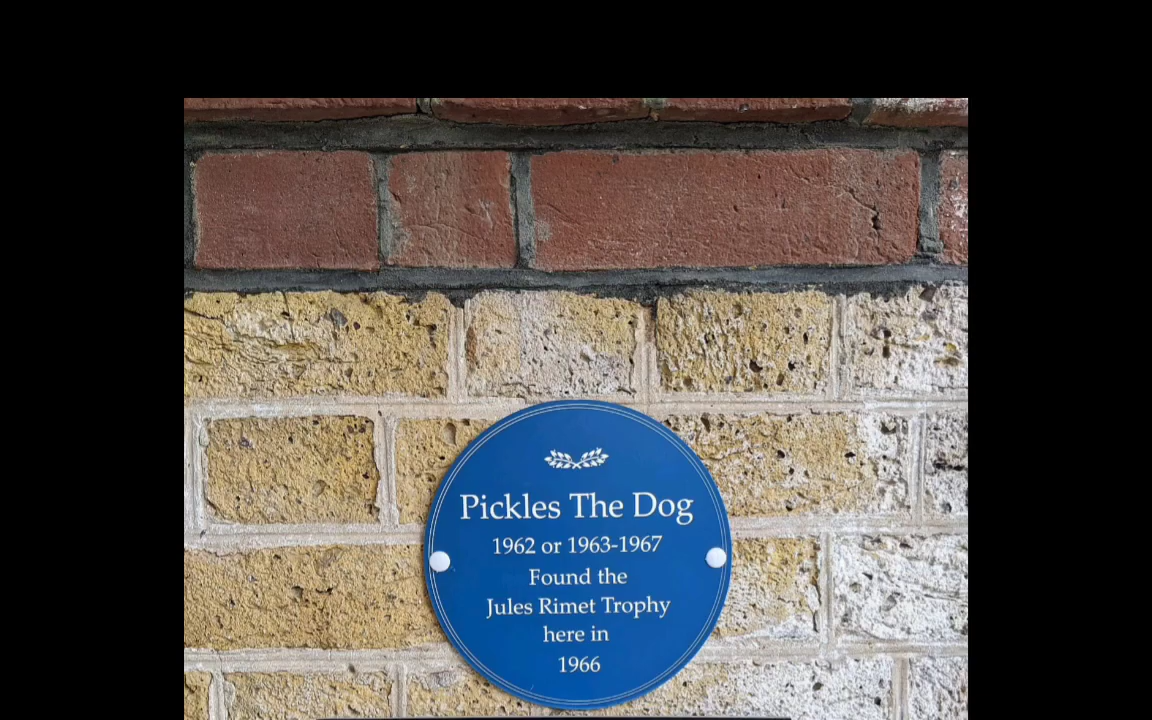 Pickles The Dog
1962 or 1963-1967
Found the
Jules Rimet Trophy
here in
1966